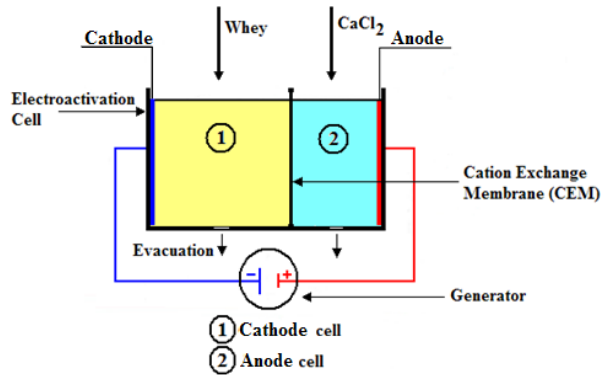 Cathode
Whey
CaCl2
Anode
Electroactivation
Cell
1
2
Cation Exchange
Membrane (CEM)
Evacuation
- +
Generator
1 Cathode cell
2 Anode cell